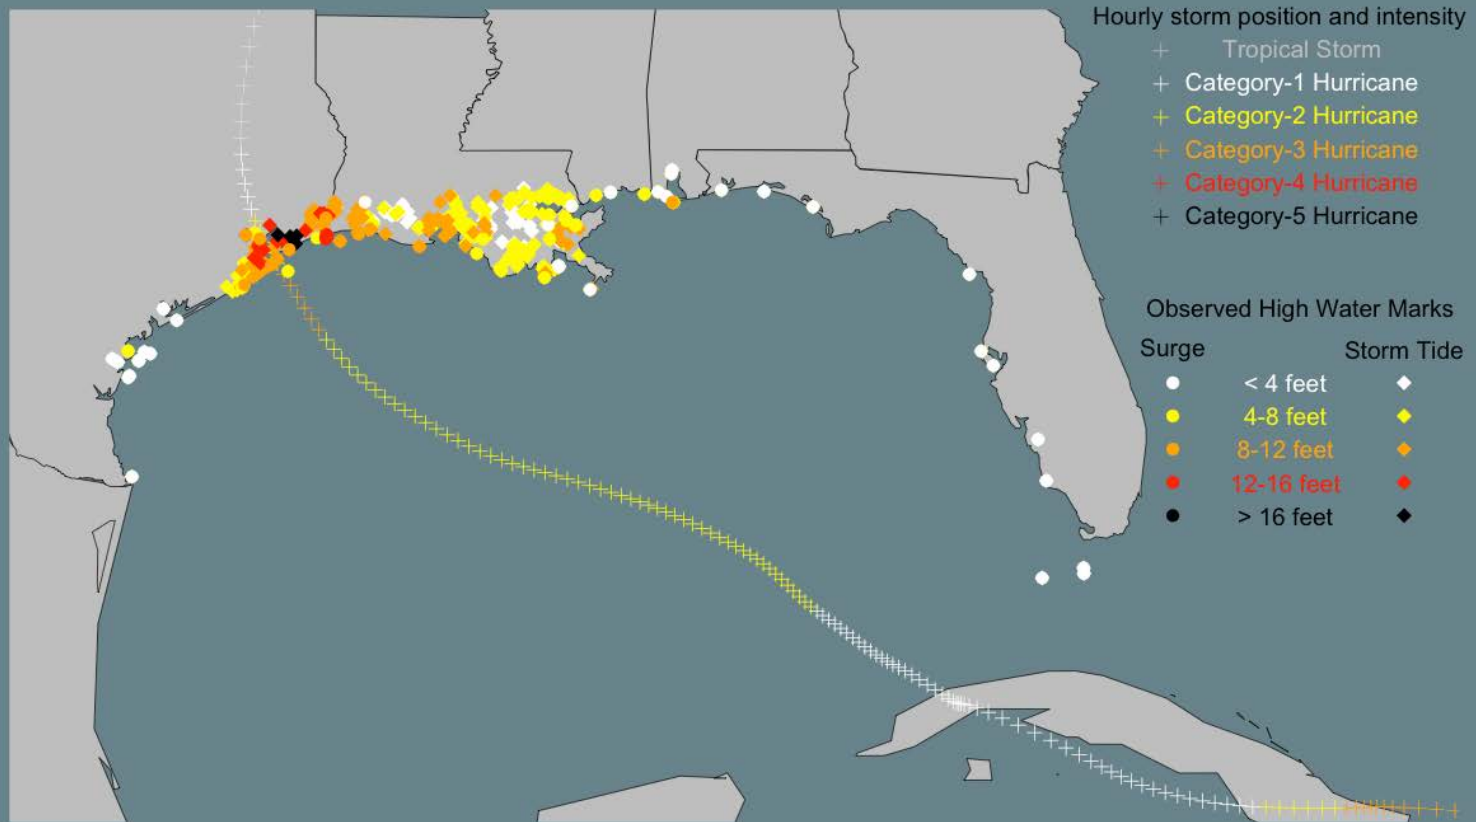 Hourly storm position and intensity
Tropical Storm
Category-1 Hurricane
Category-2 Hurricane
Category-3 Hurricane
Category-4 Hurricane
Category-5 Hurricane
Observed High Water Marks
Surge Storm Tide
< 4 feet
4-8 feet
8-12 feet
12-16 feet
> 16 feet